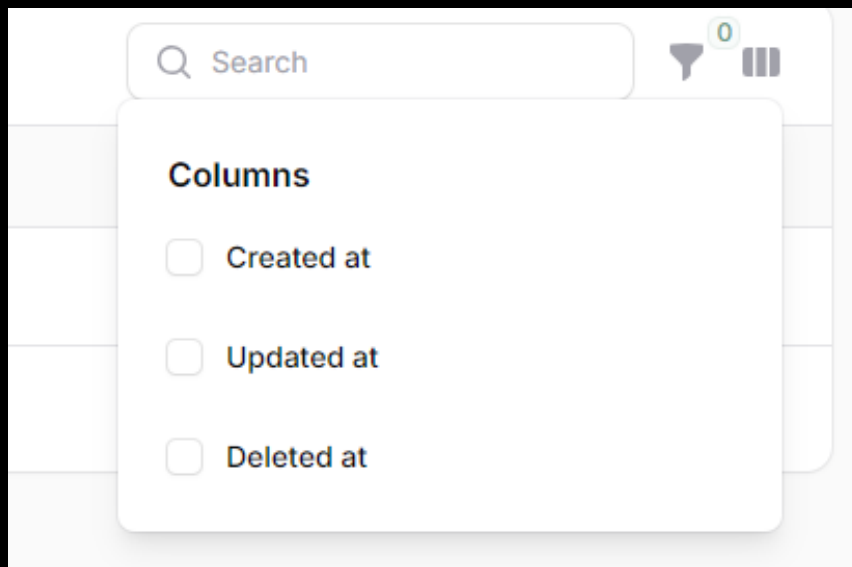 Search
0
Columns
Created at
Updated at
Deleted at